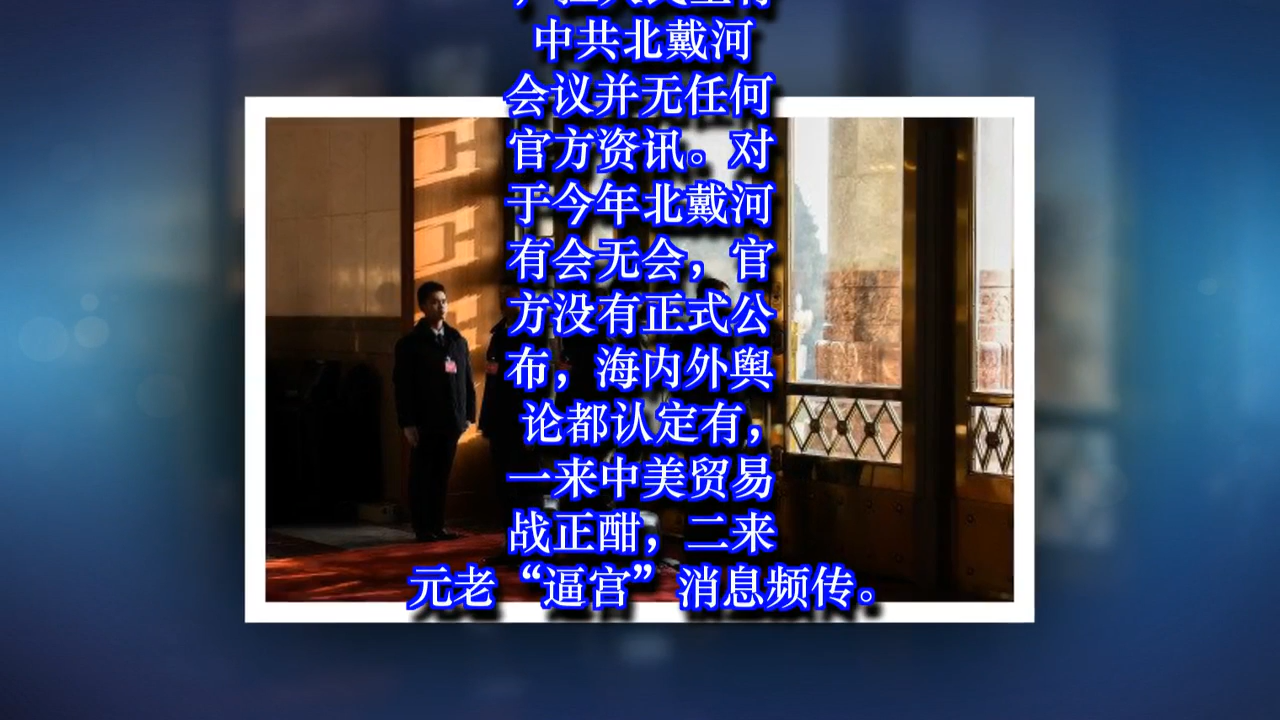 中共北戴河
会议并无任何
官方资讯。对
于今年北戴河
有会无会，官
方没有正式公
布，海内外舆
论都认定有，
一来中美贸易
战正酣，二来
元老“逼宫”消息频传。